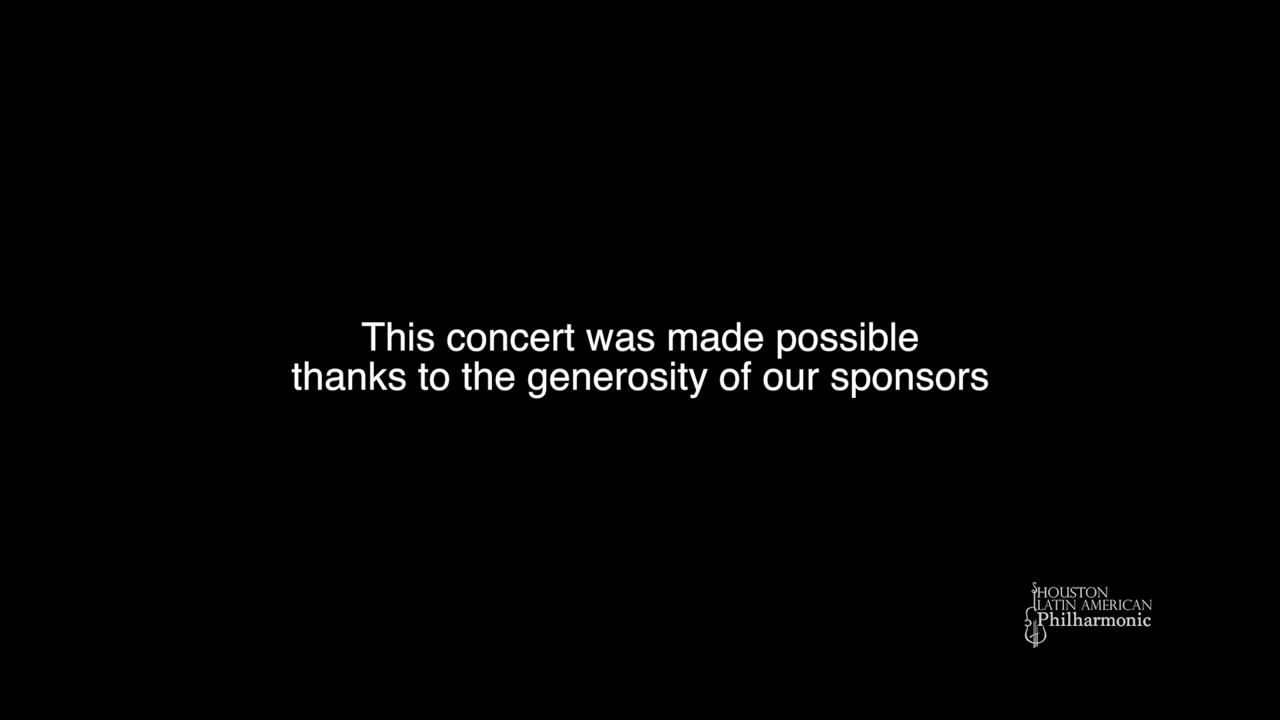 This concert was made possible
thanks to the generosity of our sponsors
HOUSTON
LATIN AMERICAN
Philharmonic